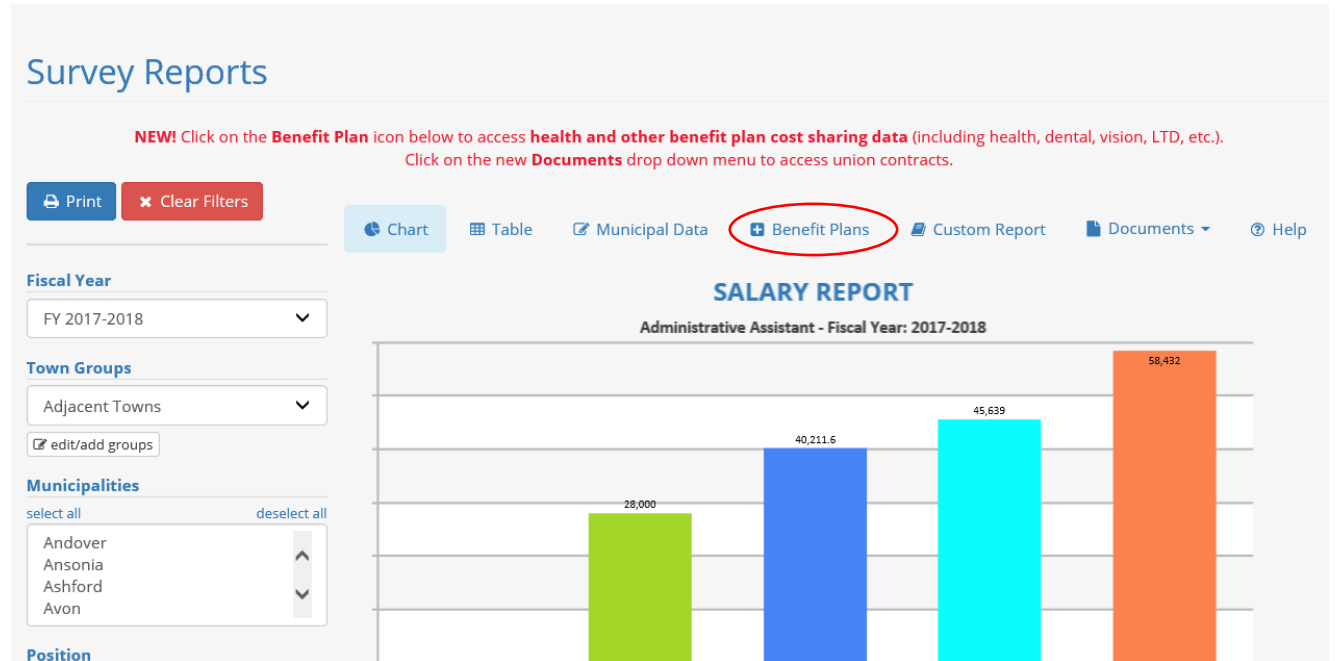 Survey Reports
NEW! Click on the Benefit Plan icon below to access health and other benefit plan cost sharing data (including health, dental, vision, LTD, etc.).
Click on the new Documents drop down menu to access union contracts.
Print
Clear Filters
Chart
Table
Municipal Data
Benefit Plans
Custom Report
Documents
Help
Fiscal Year
FY 2017-2018
Town Groups
Adjacent Towns
edit/add groups
Municipalities
select all
deselect all
Andover
Ansonia
Ashford
Avon
Position
SALARY REPORT
Administrative Assistant - Fiscal Year: 2017-2018
28,000
40,211.6
45,639
58,432